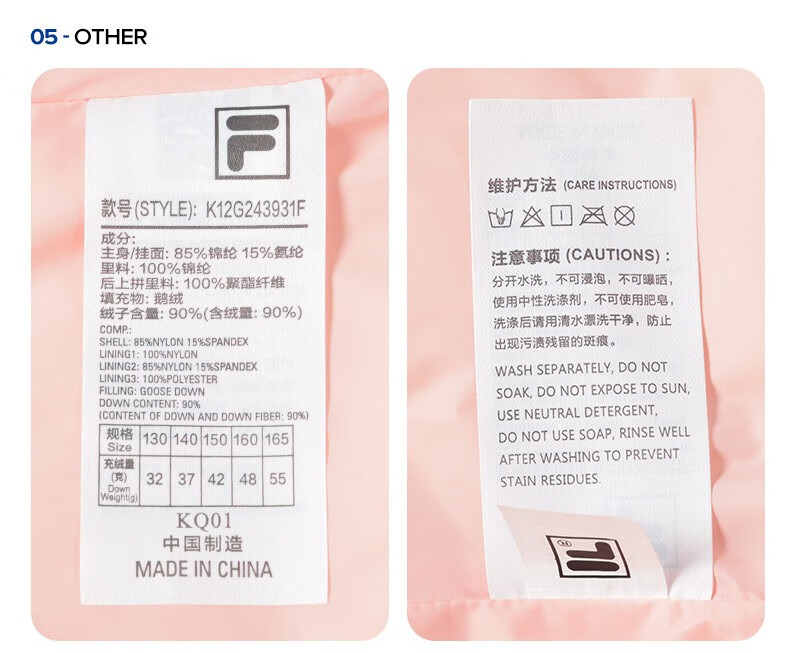 05 - OTHER
F
款号(STYLE): K12G243931F
成分:
主身/挂面: 85%锦纶 15%氨纶
里料: 100%锦纶
后上拼里料: 100%聚酯纤维
填充物: 鹅绒
绒子含量: 90%(含绒量: 90%)
COMP.:
SHELL: 85%NYLON 15%SPANDEX
LINING1: 100%NYLON
LINING2: 85%NYLON 15%SPANDEX
LINING3: 100%POLYESTER
FILLING: GOOSE DOWN
DOWN CONTENT: 90%
(CONTENT OF DOWN AND DOWN FIBER: 90%)
规格 130 140 150 160 165
Size
充绒量
(克) 32 37 42 48 55
Down
Weight(g)
KQ01
中国制造
MADE IN CHINA
维护方法 (CARE INSTRUCTIONS)
注意事项 (CAUTIONS) :
分开水洗，不可浸泡，不可曝晒，
使用中性洗涤剂，不可使用肥皂，
洗涤后请用清水漂洗干净，防止
出现污渍残留的斑痕。
WASH SEPARATELY, DO NOT
SOAK, DO NOT EXPOSE TO SUN,
USE NEUTRAL DETERGENT,
DO NOT USE SOAP, RINSE WELL
AFTER WASHING TO PREVENT
STAIN RESIDUES.
F